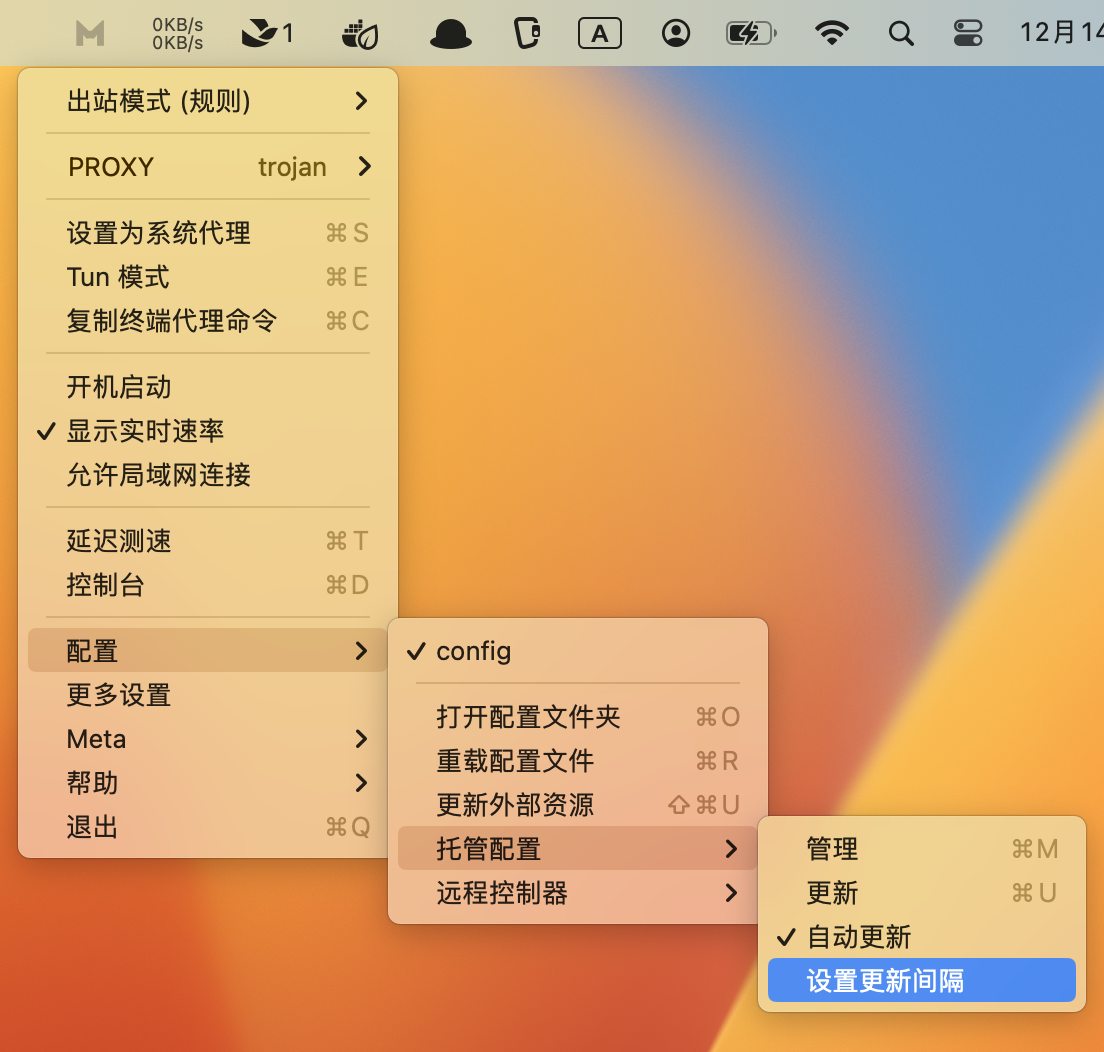 0KB/s
0KB/s
1
A
12月14
出站模式 (规则)
PROXY trojan
设置为系统代理 ⌘S
Tun 模式 ⌘E
复制终端代理命令 ⌘C
开机启动
✓ 显示实时速率
允许局域网连接
延迟测速 ⌘T
控制台 ⌘D
配置
更多设置
Meta
帮助
退出 ⌘Q
✓ config
打开配置文件夹 ⌘O
重载配置文件 ⌘R
更新外部资源 ⇧⌘U
托管配置
远程控制器
管理 ⌘M
更新 ⌘U
✓ 自动更新
设置更新间隔